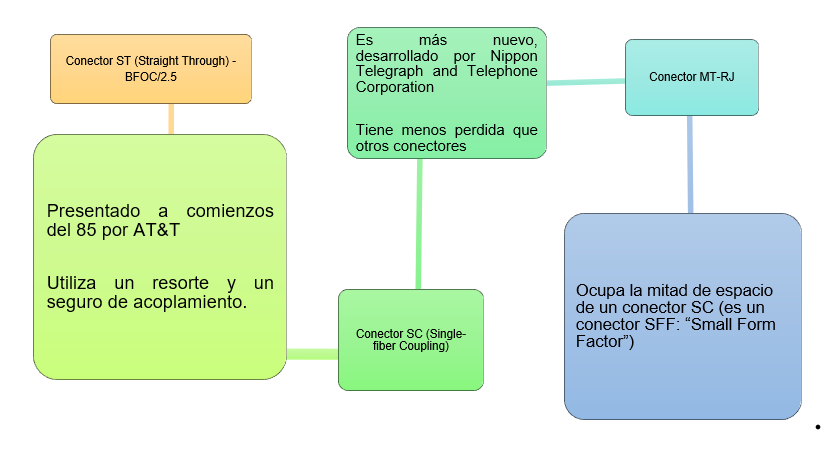 Conector ST (Straight Through) -
BFOC/2.5
Presentado a comienzos
del 85 por AT&T
Utiliza un resorte y un
seguro de acoplamiento.
Conector SC (Single-
fiber Coupling)
Es más nuevo,
desarrollado por Nippon
Telegraph and Telephone
Corporation
Tiene menos perdida que
otros conectores
Conector MT-RJ
Ocupa la mitad de espacio
de un conector SC (es un
conector SFF: “Small Form
Factor”)